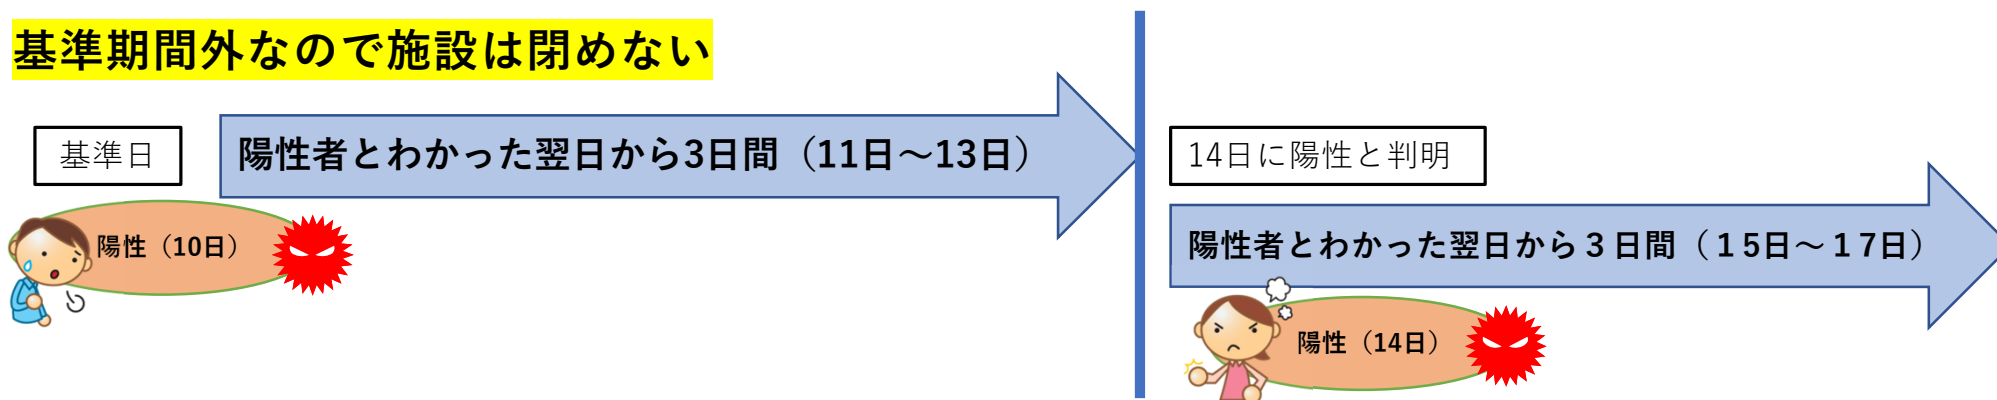 基準期間外なので施設は閉めない
基準日
陽性者とわかった翌日から3日間（11日～13日）
14日に陽性と判明
陽性（10日）
陽性者とわかった翌日から３日間（１5日～１7日）
陽性（14日）